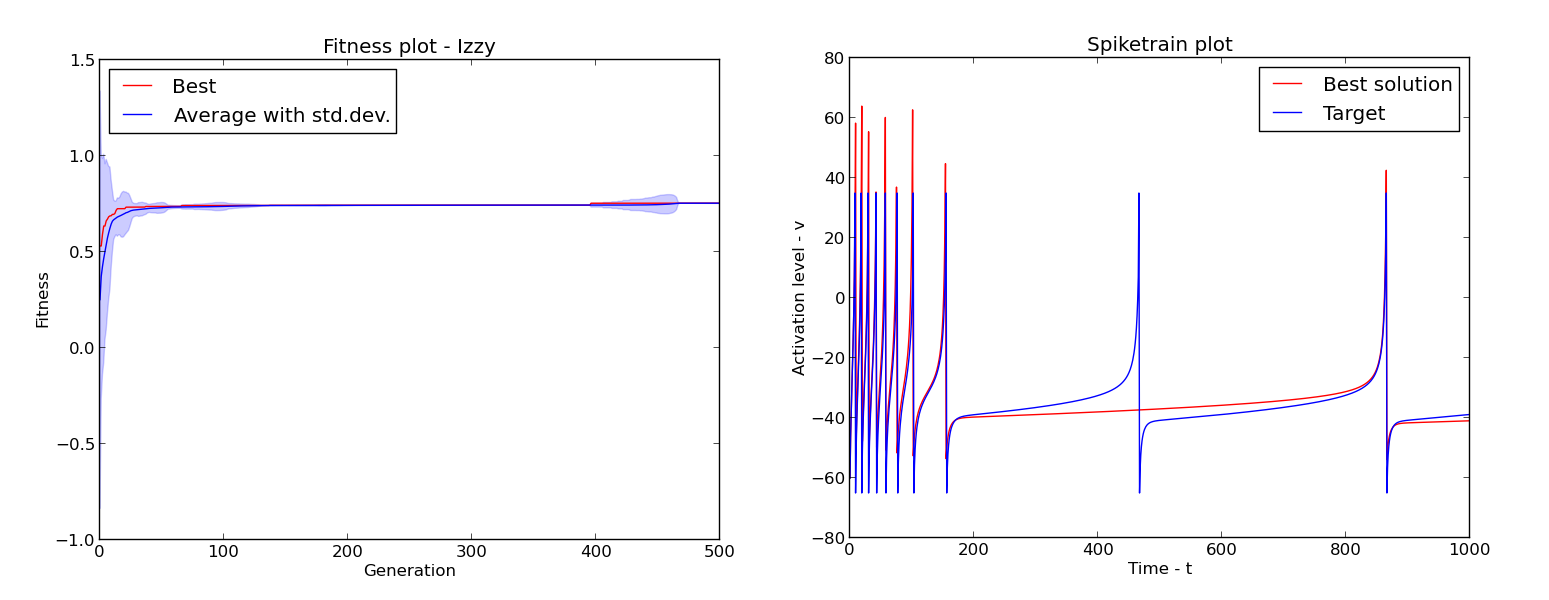 Fitness plot - Izzy
1.5
1.0
0.5
0.0
−0.5
−1.0
Fitness
Best
Average with std.dev.
0 100 200 300 400 500
Generation
Spiketrain plot
80
60
40
20
0
−20
−40
−60
−80
Activation level - v
Best solution
Target
0 200 400 600 800 1000
Time - t